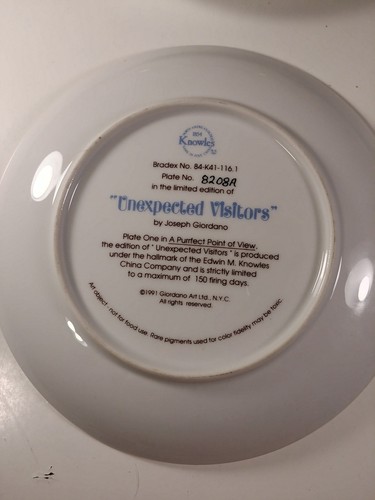 Knowles
Bradex No. 84-K41-116.1
Plate No. 8208A
in the limited edition of
"Unexpected Visitors"
by Joseph Giordano
Plate One in A Purrfect Point of View,
the edition of "Unexpected Visitors" is produced
under the hallmark of the Edwin M. Knowles
China Company and is strictly limited
to a maximum of 150 firing days.
©1991 Giordano Art Ltd., N.Y.C.
All rights reserved.
Art object - not for food use. Rare pigments used for color fidelity may be toxic.